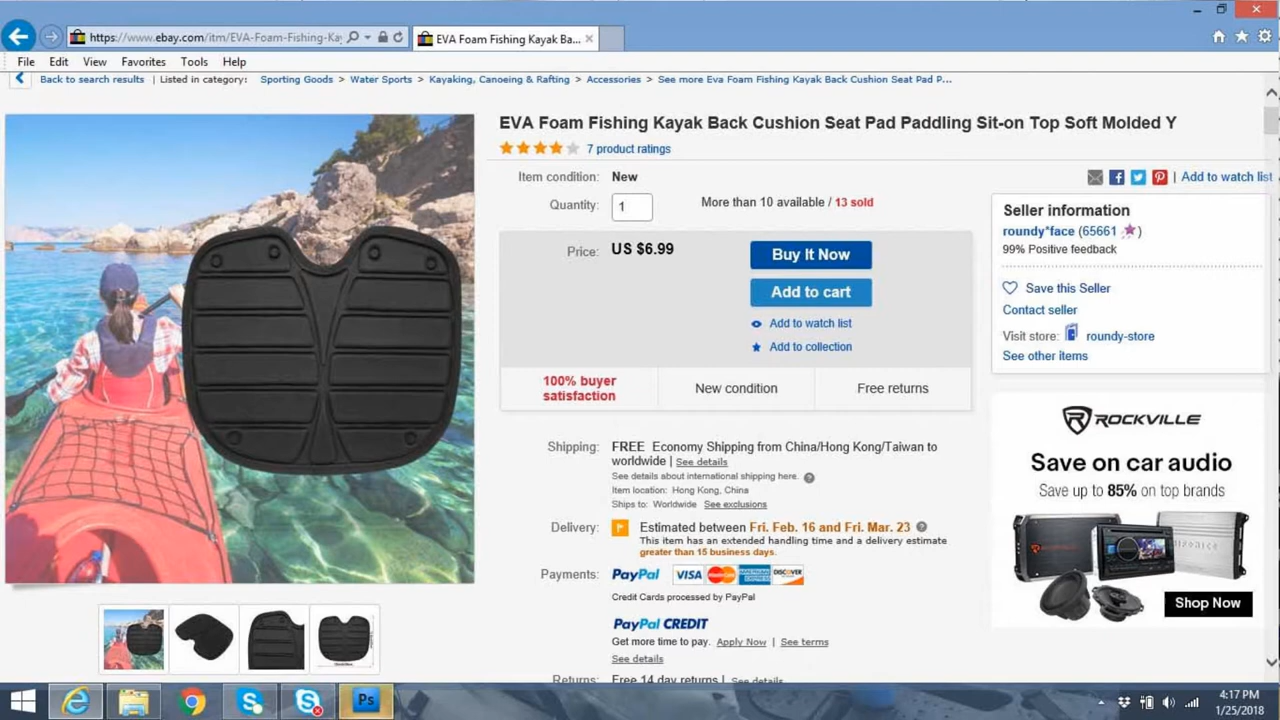 https://www.ebay.com/itm/EVA-Foam-Fishing-Ka
EVA Foam Fishing Kayak Ba...
File Edit View Favorites Tools Help
Back to search results | Listed in category: Sporting Goods > Water Sports > Kayaking, Canoeing & Rafting > Accessories > See more Eva Foam Fishing Kayak Back Cushion Seat Pad P...
EVA Foam Fishing Kayak Back Cushion Seat Pad Paddling Sit-on Top Soft Molded Y
7 product ratings
Item condition: New
| Add to watch list
Quantity: 1 More than 10 available / 13 sold
Price: US $6.99
Buy It Now
Add to cart
Add to watch list
Add to collection
100% buyer satisfaction
New condition
Free returns
Seller information
roundy*face (65661 )
99% Positive feedback
Save this Seller
Contact seller
Visit store: roundy-store
See other items
Shipping: FREE Economy Shipping from China/Hong Kong/Taiwan to
worldwide | See details
See details about international shipping here.
Item location: Hong Kong, China
Ships to: Worldwide See exclusions
Delivery: Estimated between Fri. Feb. 16 and Fri. Mar. 23
This item has an extended handling time and a delivery estimate
greater than 15 business days.
Payments: PayPal VISA MasterCard DISCOVER
Credit Cards processed by PayPal
PayPal CREDIT
Get more time to pay. Apply Now | See terms
See details
Returns: Free 14 day returns | See details
ROCKVILLE
Save on car audio
Save up to 85% on top brands
Shop Now
Ps
4:17 PM
1/25/2018